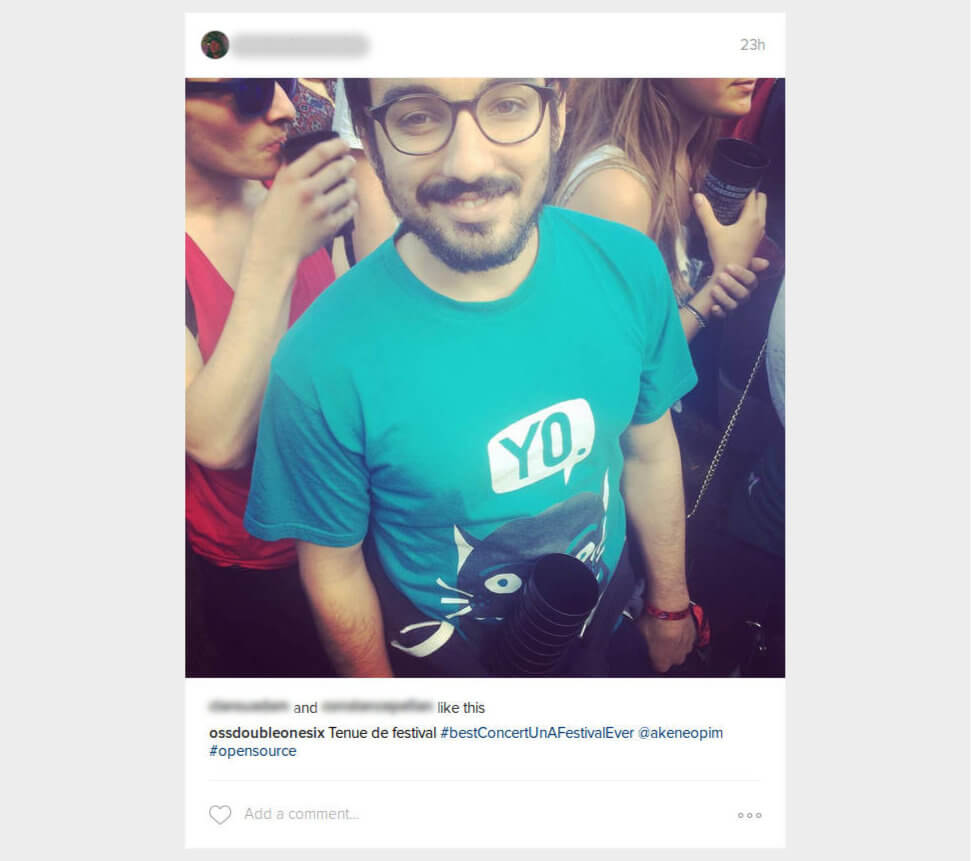 23h
YO.
and like this
ossdoubleonesix Tenue de festival #bestConcertUnAFestivalEver @akeneopim
#opensource
Add a comment...